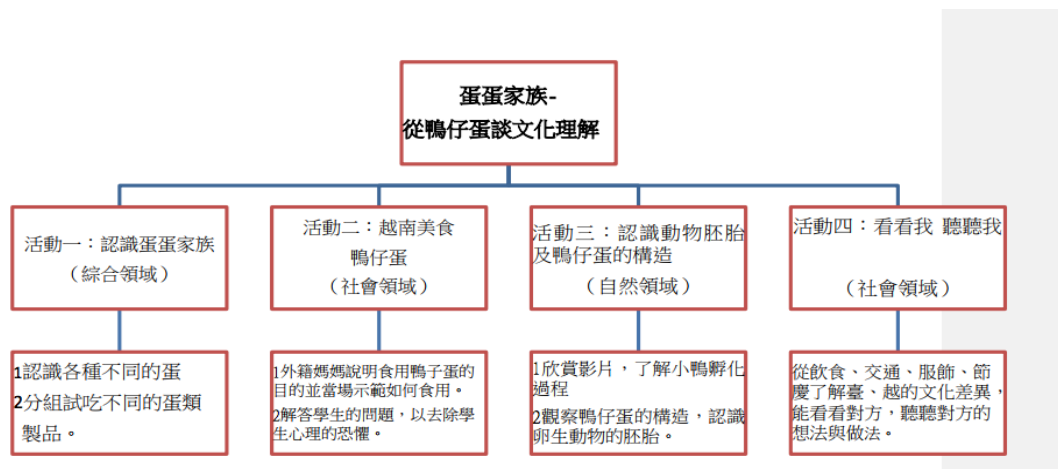 蛋蛋家族-
從鴨仔蛋談文化理解
活動一：認識蛋蛋家族
（綜合領域）
活動二：越南美食
鴨仔蛋
（社會領域）
活動三：認識動物胚胎
及鴨仔蛋的構造
（自然領域）
活動四：看看我 聽聽我
（社會領域）
1認識各種不同的蛋
2分組試吃不同的蛋類
製品。
1外籍媽媽說明食用鴨子蛋的
目的並當場示範如何食用。
2解答學生的問題，以去除學
生心理的恐懼。
1欣賞影片，了解小鴨孵化
過程
2觀察鴨仔蛋的構造，認識
卵生動物的胚胎。
從飲食、交通、服飾、節
慶了解臺、越的文化差異，
能看看對方，聽聽對方的
想法與做法。